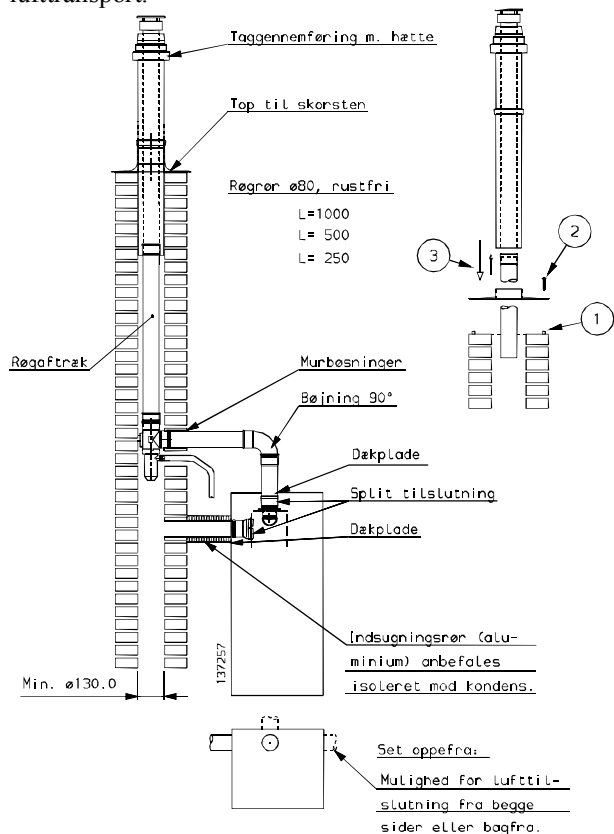 lufttransport.
Taggennemføring m. hætte
Top til skorsten
Røgrør ø80, rustfri
L=1000
L= 500
L= 250
3
2
1
Røgaftræk
Murbøsninger
Bøjning 90°
Dækplade
Split tilslutning
Dækplade
Indsugningsrør (alu-
minium) anbefales
isoleret mod kondens.
137257
Min. ø130.0
Set oppefra:
Mulighed for lufttil-
slutning fra begge
sider eller bagfra.